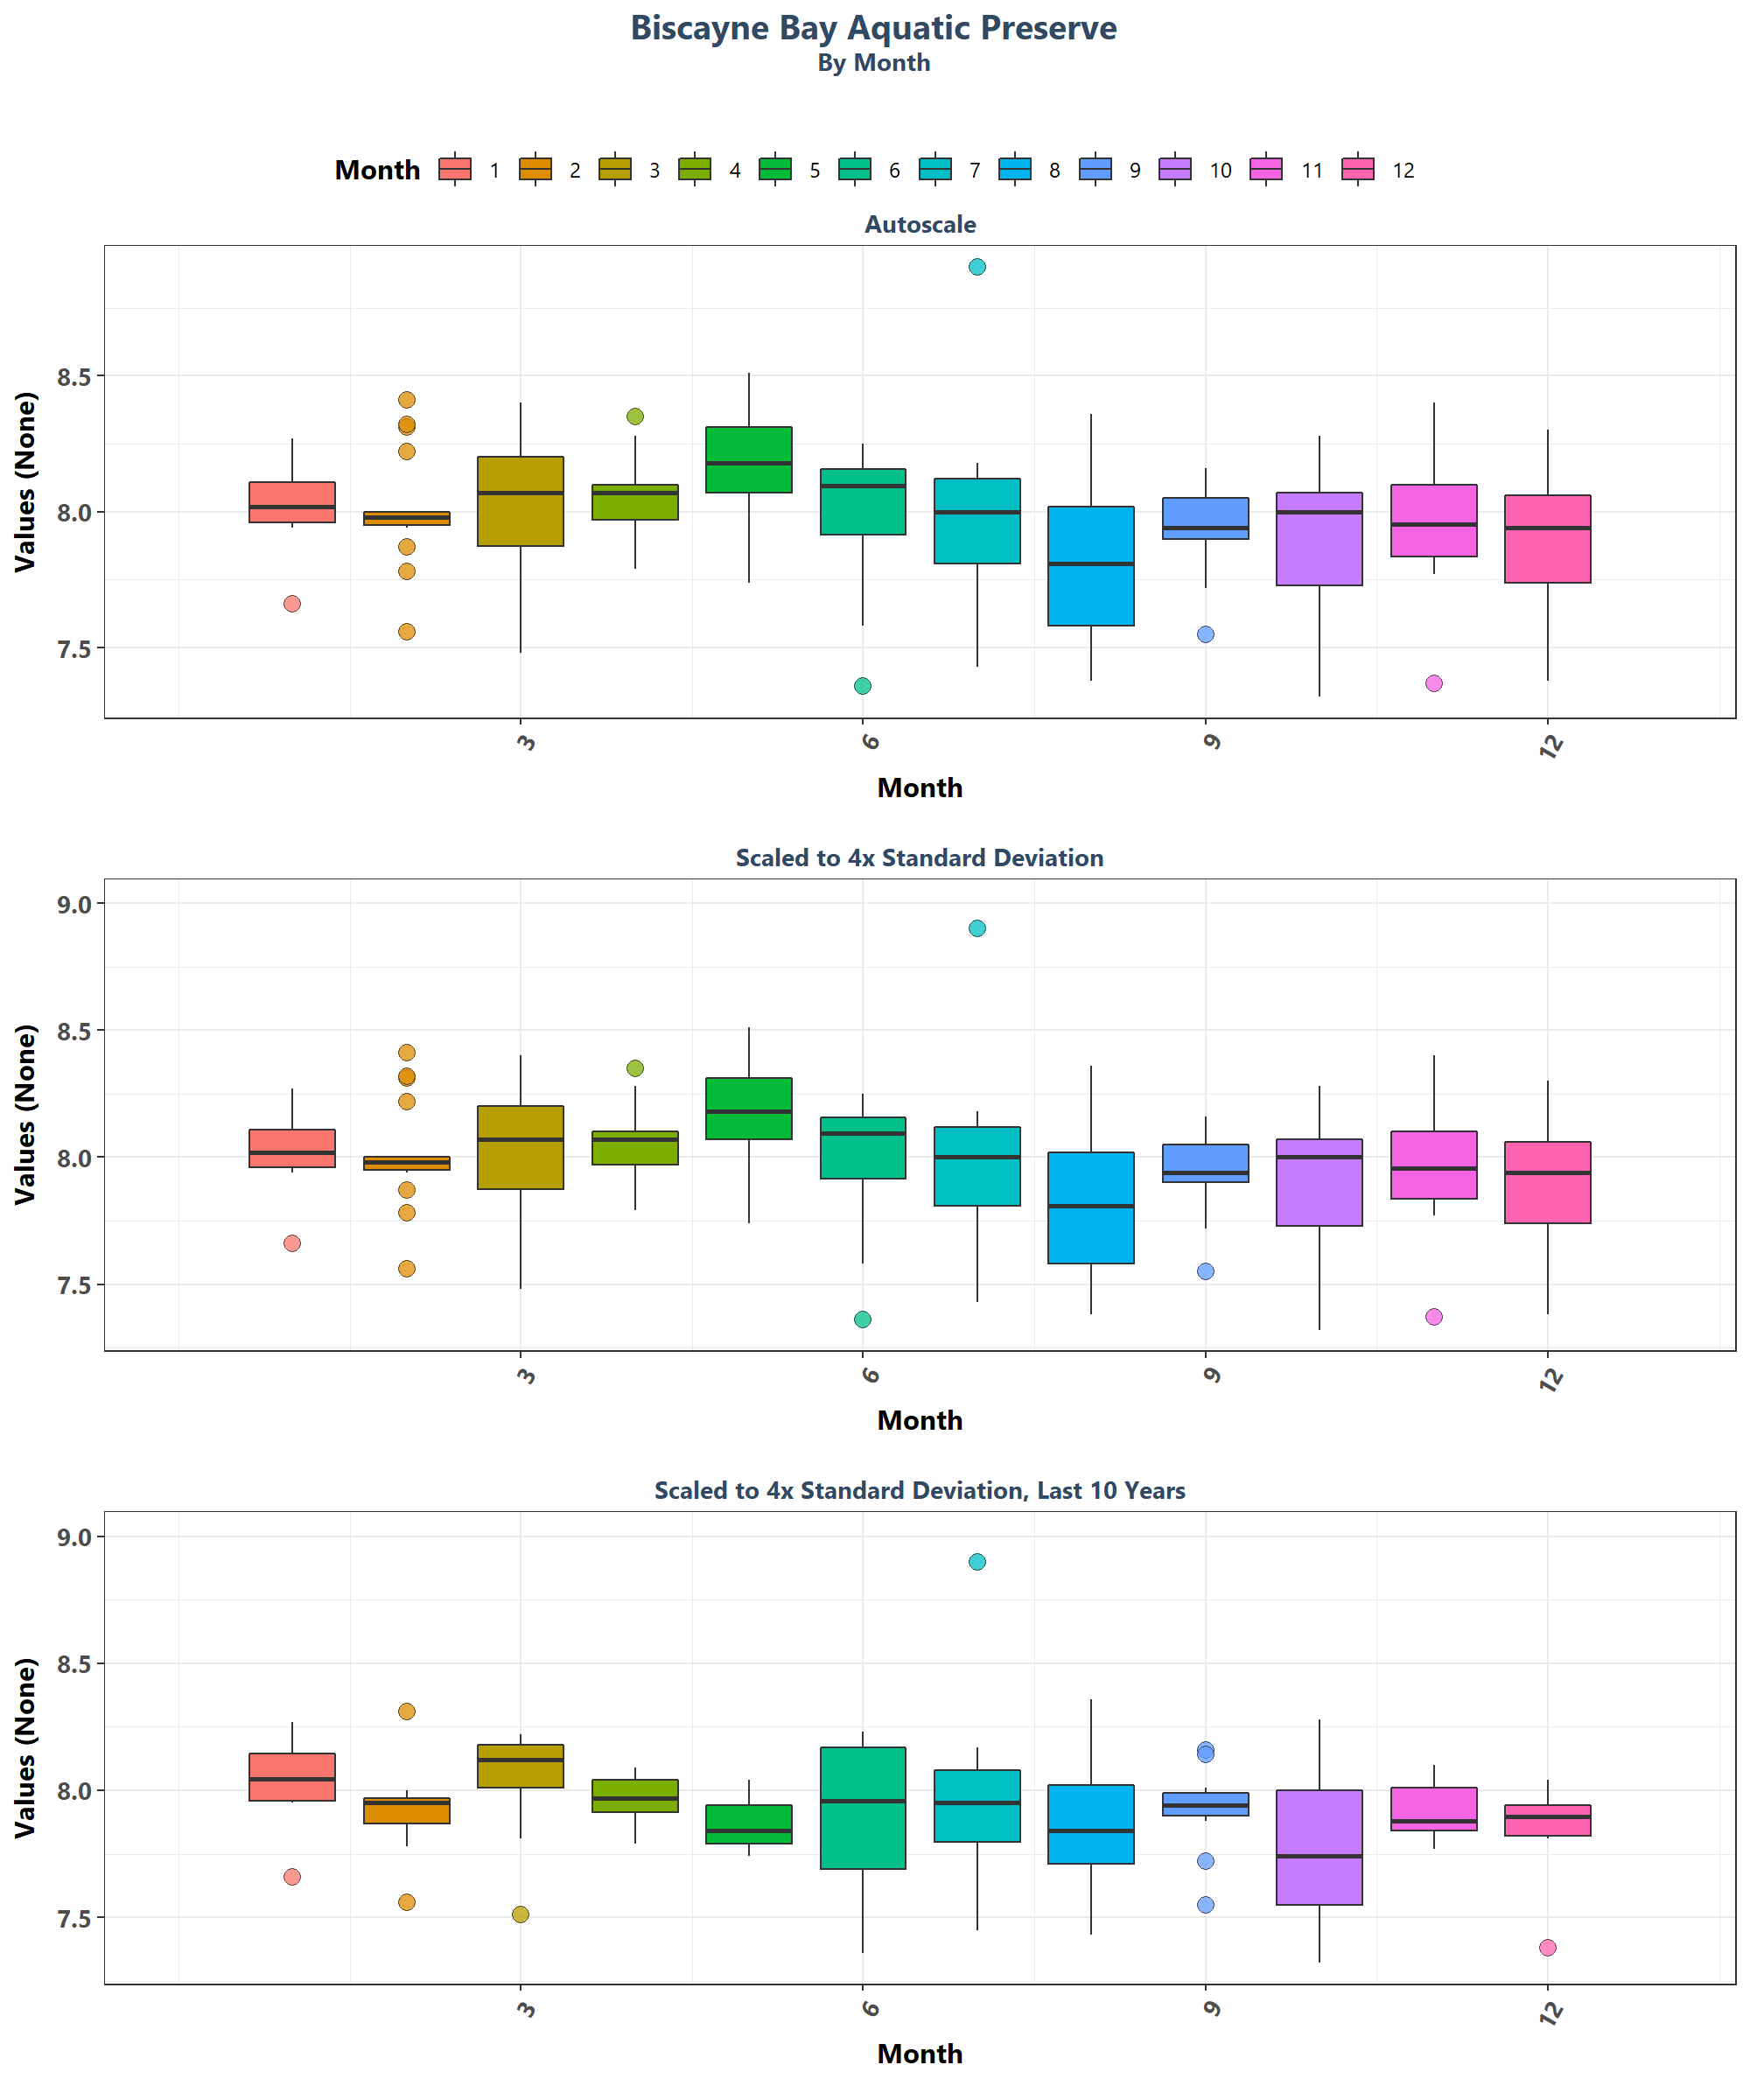 Biscayne Bay Aquatic Preserve
By Month
Month 1 2 3 4 5 6 7 8 9 10 11 12
Autoscale
Values (None)
8.5
8.0
7.5
3 6 9 12
Month
Scaled to 4x Standard Deviation
Values (None)
9.0
8.5
8.0
7.5
3 6 9 12
Month
Scaled to 4x Standard Deviation, Last 10 Years
Values (None)
9.0
8.5
8.0
7.5
3 6 9 12
Month